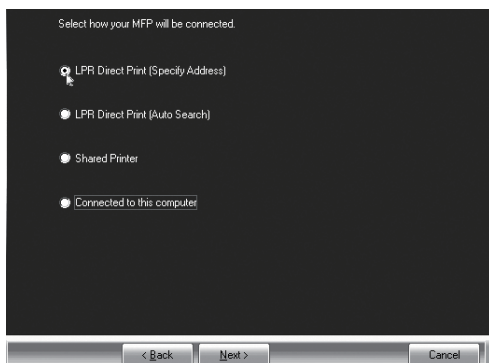 Select how your MFP will be connected.
LPR Direct Print (Specify Address)
LPR Direct Print (Auto Search)
Shared Printer
Connected to this computer
< Back Next > Cancel